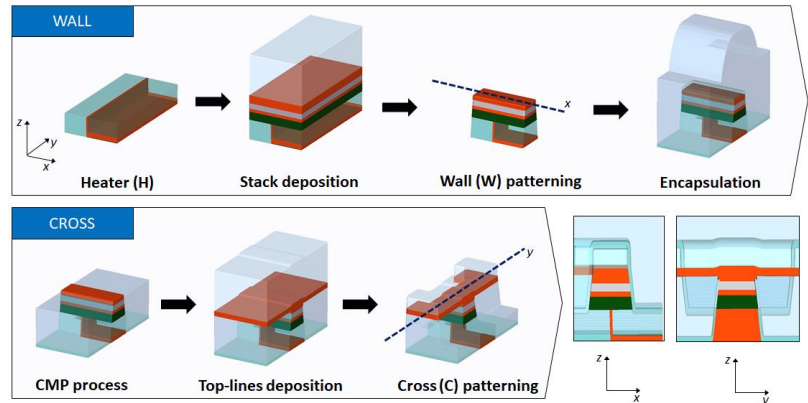 WALL
z
y
x
x
Heater (H)
Stack deposition
Wall (W) patterning
Encapsulation
CROSS
y
CMP process
Top-lines deposition
Cross (C) patterning
z
x
z
y